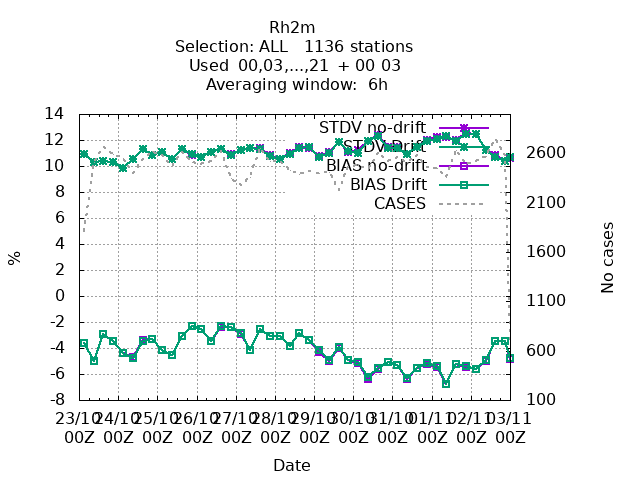 Rh2m
Selection: ALL   1136 stations
Used  00,03,...,21  + 00 03
Averaging window:  6h
14
12
10
8
6
4
2
0
-2
-4
-6
-8
%
STDV no-drift
STDV Drift
BIAS no-drift
BIAS Drift
CASES
2600
2100
1600
1100
600
100
No cases
23/10 24/10 25/10 26/10 27/10 28/10 29/10 30/10 31/10 01/11 02/11 03/11
00Z 00Z 00Z 00Z 00Z 00Z 00Z 00Z 00Z 00Z 00Z 00Z
Date